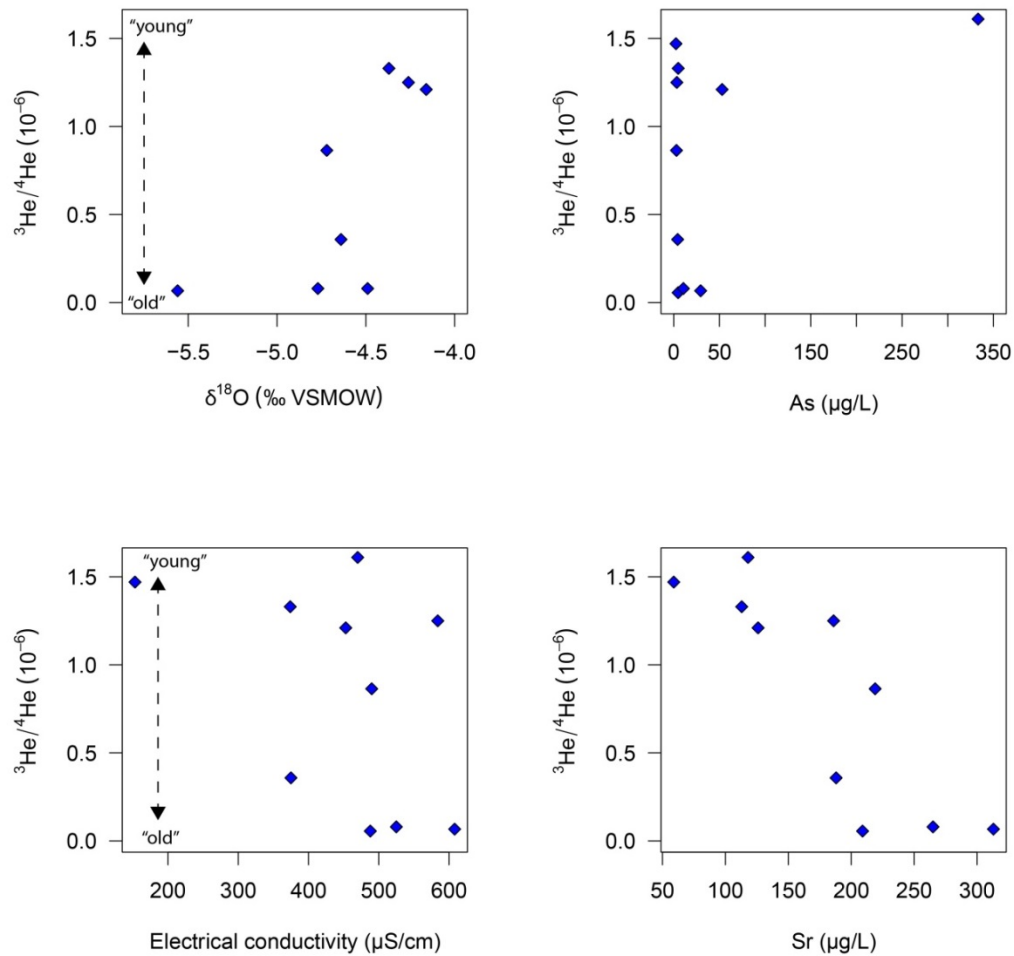 “young”
1.5
1.0
0.5
0.0
³He/⁴He (10⁻⁶)
“old”
−5.5 −5.0 −4.5 −4.0
δ¹⁸O (‰ VSMOW)
1.5
1.0
0.5
0.0
³He/⁴He (10⁻⁶)
0 50 150 250 350
As (µg/L)
“young”
1.5
1.0
0.5
0.0
³He/⁴He (10⁻⁶)
“old”
200 300 400 500 600
Electrical conductivity (µS/cm)
1.5
1.0
0.5
0.0
³He/⁴He (10⁻⁶)
50 100 150 200 250 300
Sr (µg/L)